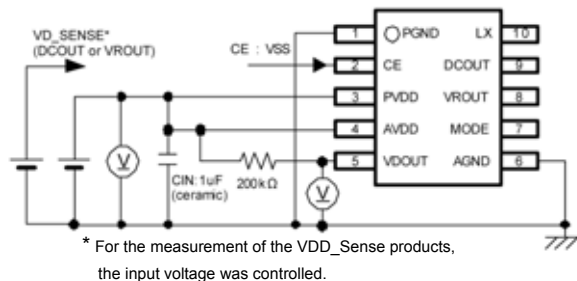 VD_SENSE*
(DCOUT or VROUT)
CE : VSS
1 PGND LX 10
2 CE DCOUT 9
3 PVDD VROUT 8
4 AVDD MODE 7
5 VDOUT AGND 6
V
CIN: 1uF
(ceramic)
200kΩ
V
* For the measurement of the VDD_Sense products,
the input voltage was controlled.